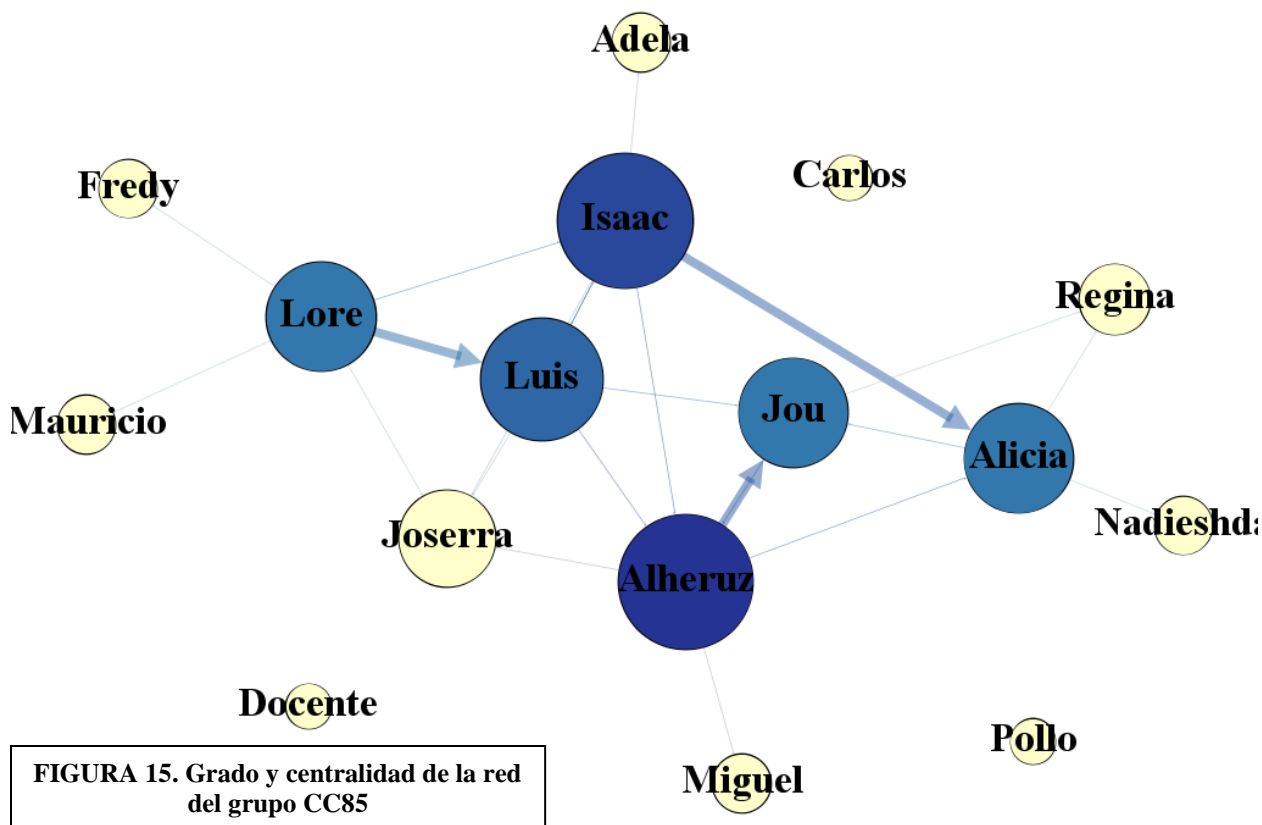 Adela
Carlos
Fredy
Isaac
Regina
Lore
Luis
Jou
Mauricio
Alicia
Nadieshda
Joserra
Alheruz
Docente
Pollo
Miguel
FIGURA 15. Grado y centralidad de la red
del grupo CC85